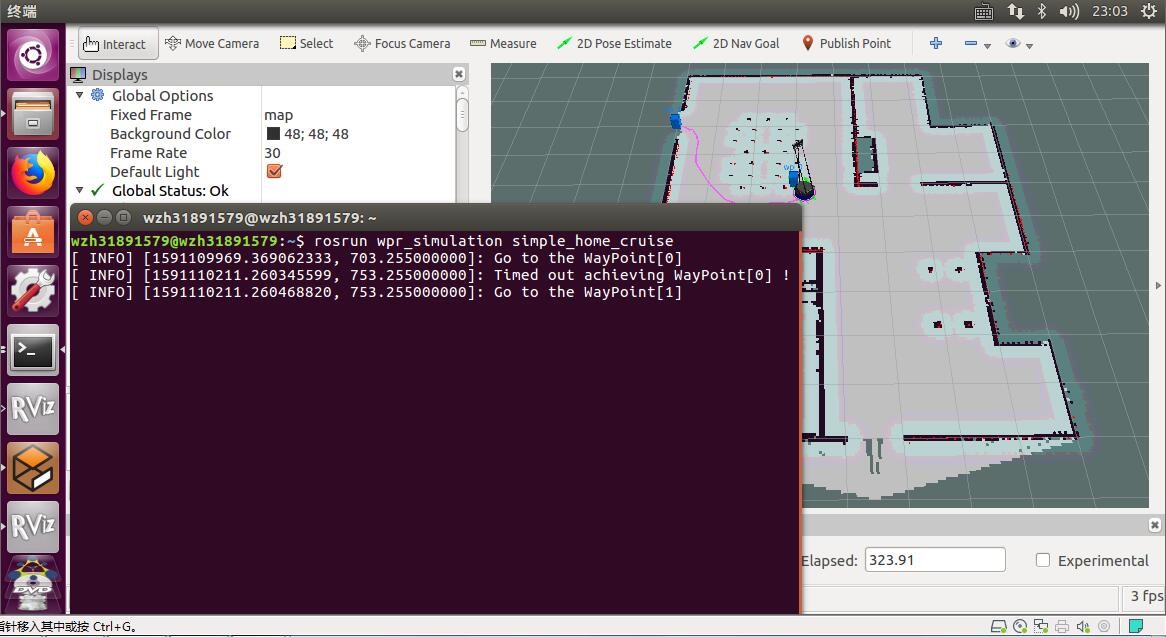 终端
23:03
Interact
Move Camera
Select
Focus Camera
Measure
2D Pose Estimate
2D Nav Goal
Publish Point
Displays
Global Options
Fixed Frame map
Background Color 48; 48; 48
Frame Rate 30
Default Light
Global Status: Ok
wzh31891579@wzh31891579: ~
wzh31891579@wzh31891579:~$ rosrun wpr_simulation simple_home_cruise
[ INFO] [1591109969.369062333, 703.255000000]: Go to the WayPoint[0]
[ INFO] [1591110211.260345599, 753.255000000]: Timed out achieving WayPoint[0] !
[ INFO] [1591110211.260468820, 753.255000000]: Go to the WayPoint[1]
RViz
RViz
DVD
Elapsed: 323.91
Experimental
3 fps
指针移入其中或按 Ctrl+G。